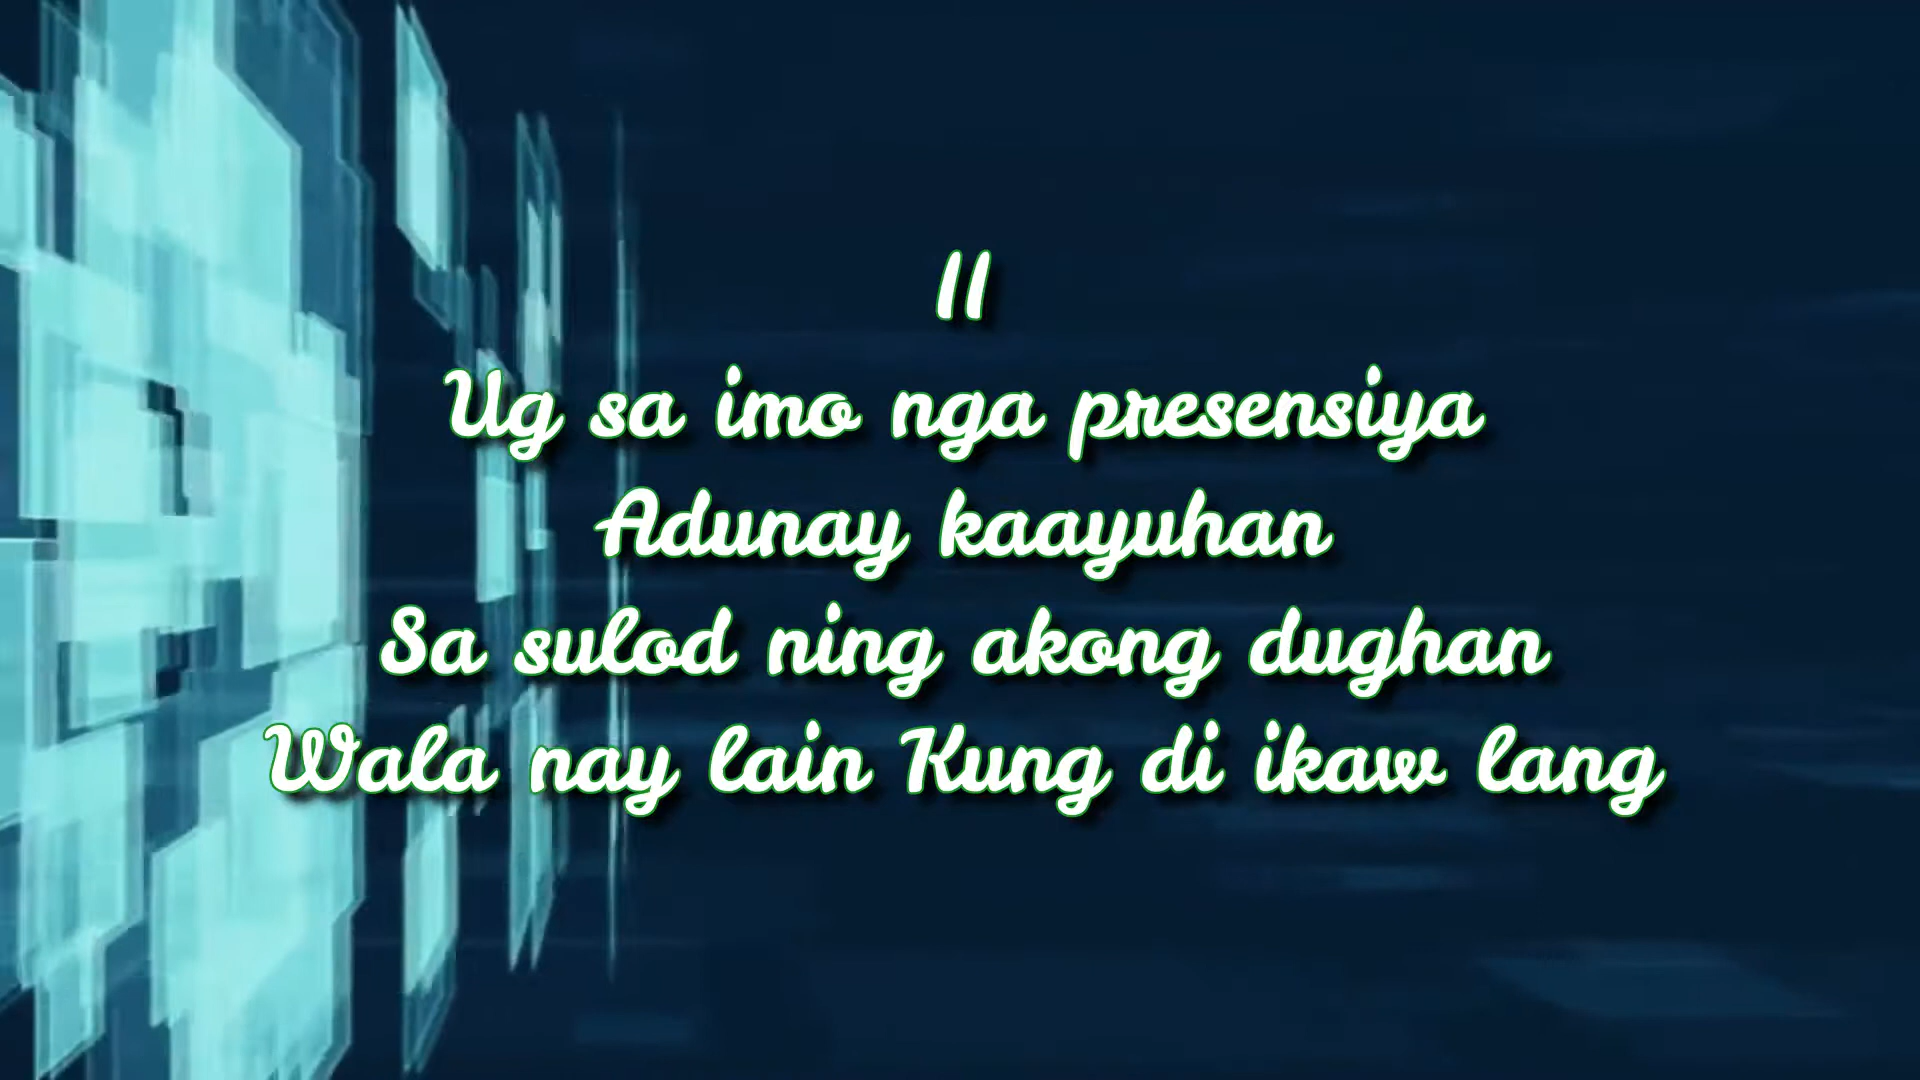 II
Ug sa imo nga presensiya
Adunay kaayuhan
Sa sulod ning akong dughan
Wala nay lain Kung di ikaw lang